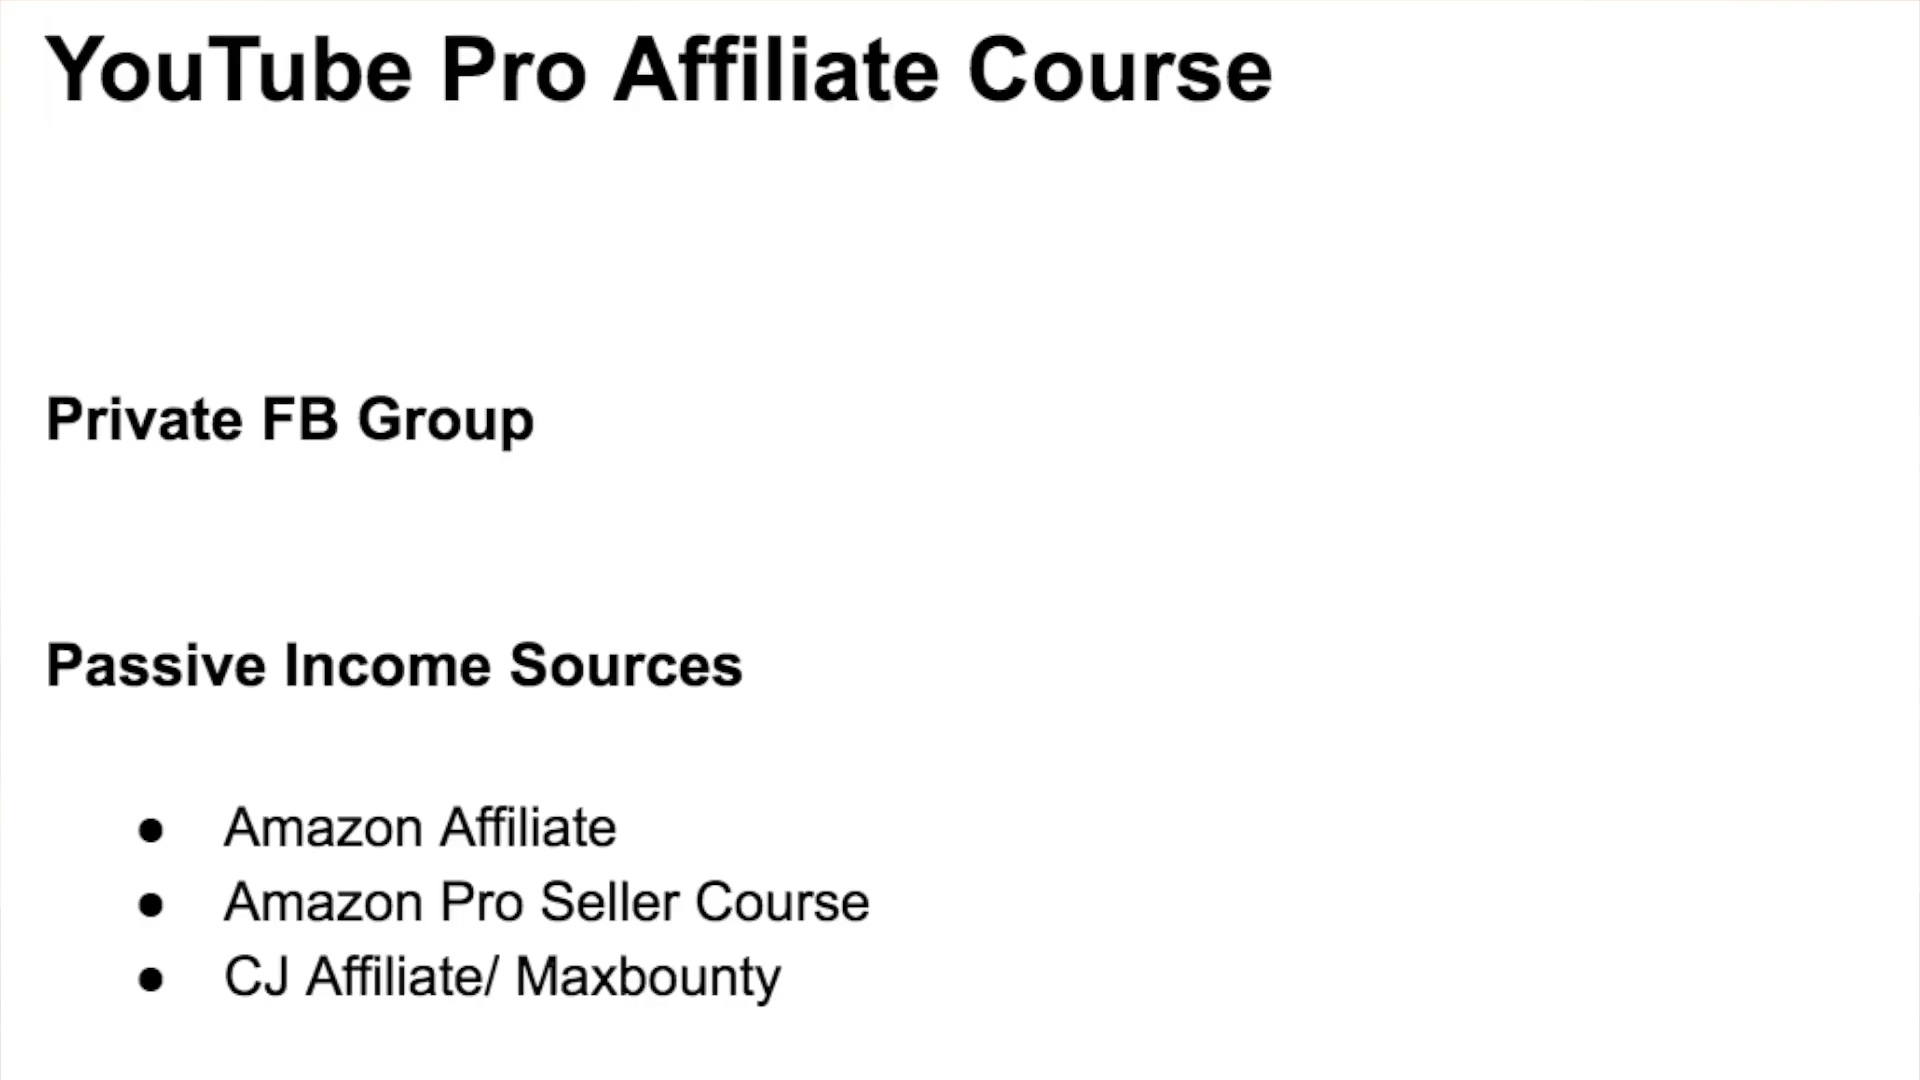 YouTube Pro Affiliate Course
Private FB Group
Passive Income Sources
● Amazon Affiliate
● Amazon Pro Seller Course
● CJ Affiliate/ Maxbounty